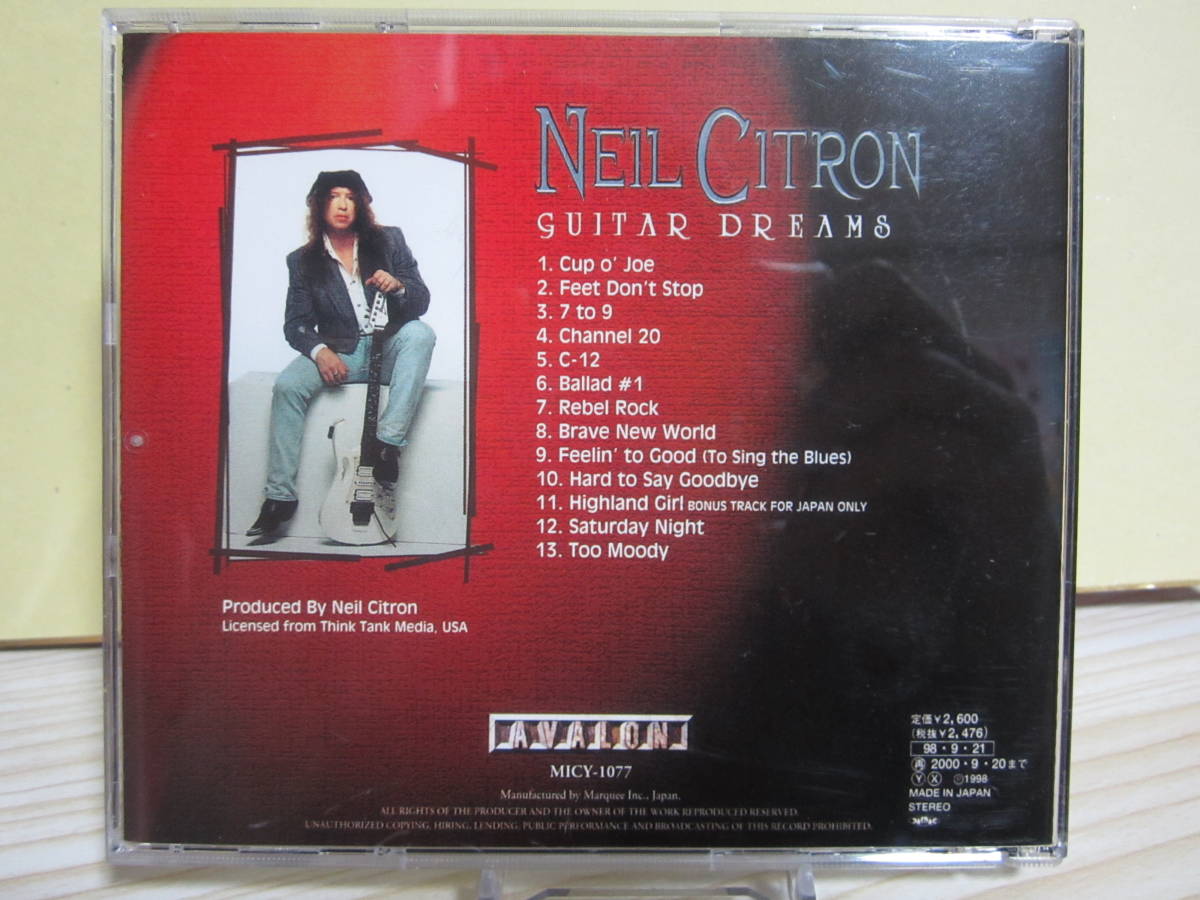 NEIL CITRON
GUITAR DREAMS
1. Cup o' Joe
2. Feet Don't Stop
3. 7 to 9
4. Channel 20
5. C-12
6. Ballad #1
7. Rebel Rock
8. Brave New World
9. Feelin' to Good (To Sing the Blues)
10. Hard to Say Goodbye
11. Highland Girl BONUS TRACK FOR JAPAN ONLY
12. Saturday Night
13. Too Moody
Produced By Neil Citron
Licensed from Think Tank Media, USA
AVALON
MICY-1077
Manufactured by Marquee Inc., Japan.
ALL RIGHTS OF THE PRODUCER AND THE OWNER OF THE WORK REPRODUCED RESERVED.
UNAUTHORIZED COPYING, HIRING, LENDING, PUBLIC PERFORMANCE AND BROADCASTING OF THIS RECORD PROHIBITED.
定価¥2,600
(税抜¥2,476)
98・9・21
再 2000・9・20まで
Ⓨ Ⓧ ℗1998
MADE IN JAPAN
STEREO